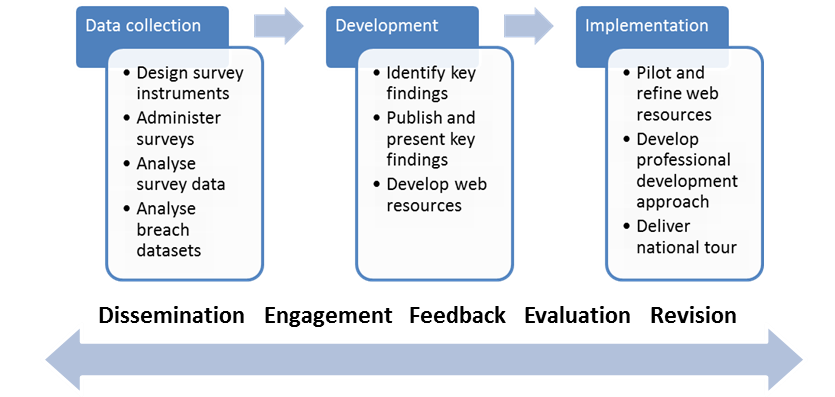 Data collection
• Design survey
instruments
• Administer
surveys
• Analyse
survey data
• Analyse
breach
datasets
Development
• Identify key
findings
• Publish and
present key
findings
• Develop web
resources
Implementation
• Pilot and
refine web
resources
• Develop
professional
development
approach
• Deliver
national tour
Dissemination Engagement Feedback Evaluation Revision